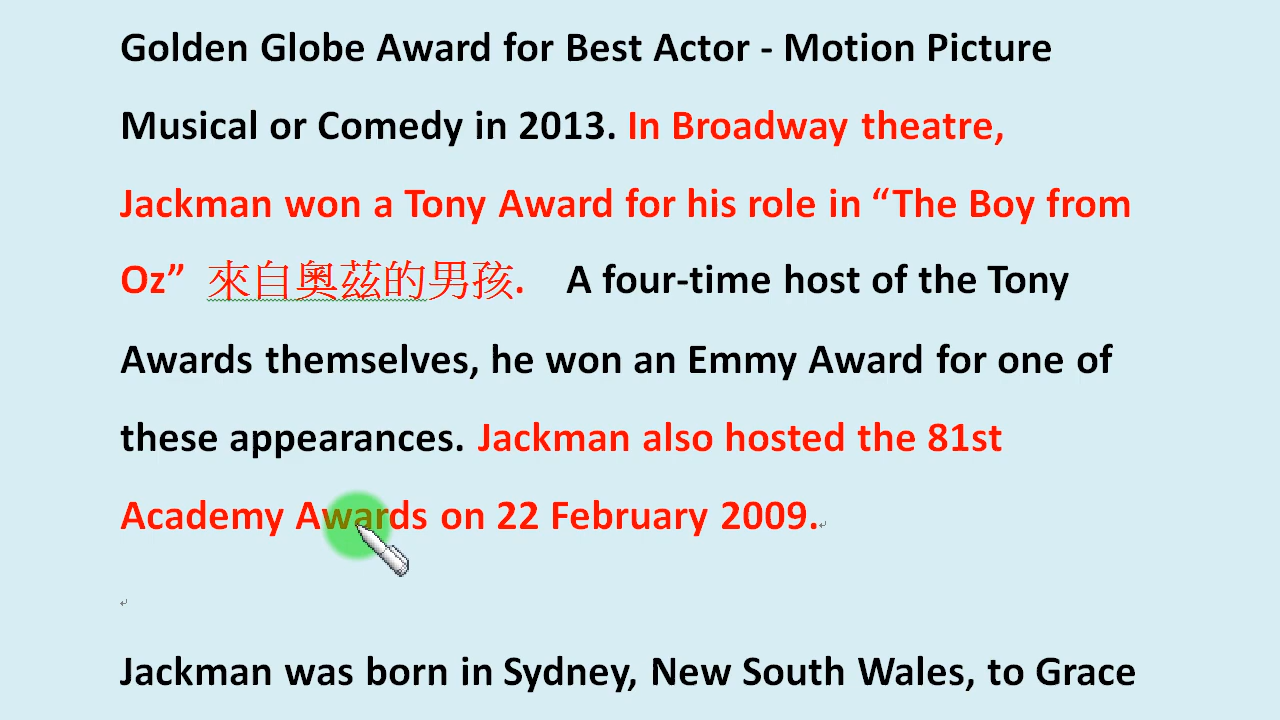 Golden Globe Award for Best Actor - Motion Picture
Musical or Comedy in 2013. In Broadway theatre,
Jackman won a Tony Award for his role in “The Boy from
Oz” 來自奧茲的男孩. A four-time host of the Tony
Awards themselves, he won an Emmy Award for one of
these appearances. Jackman also hosted the 81st
Academy Awards on 22 February 2009.
Jackman was born in Sydney, New South Wales, to Grace